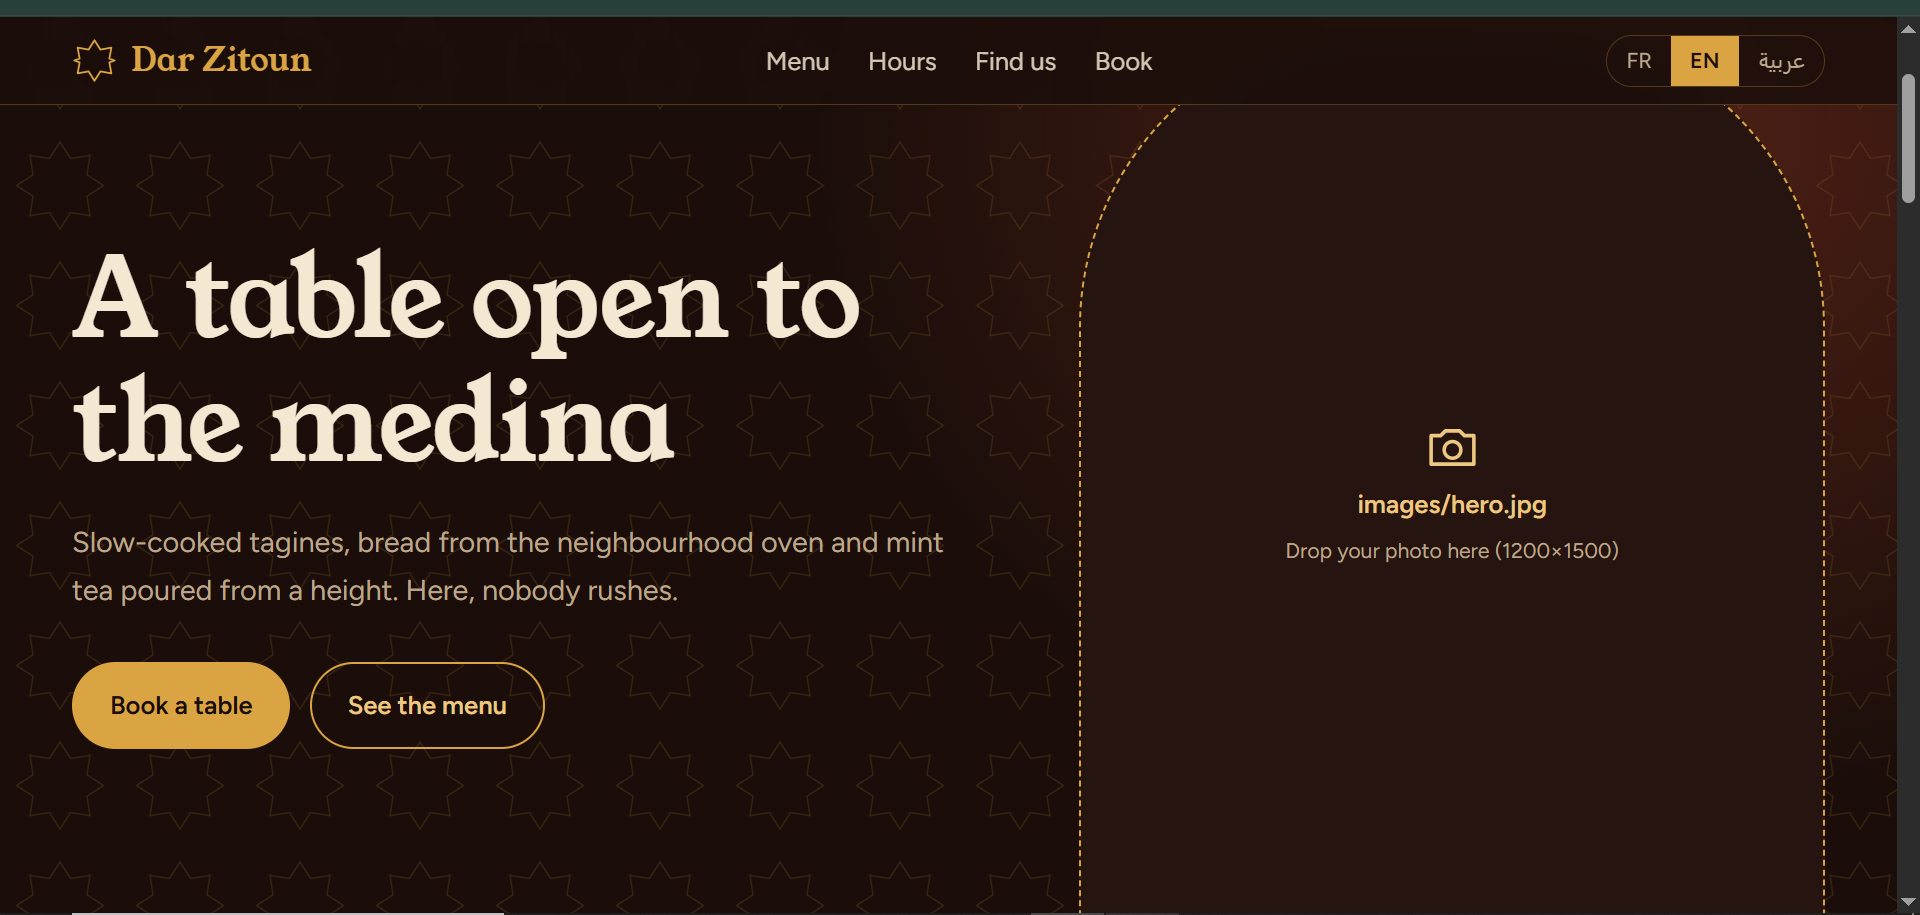 Dar Zitoun
Menu Hours Find us Book
FR EN عربية
A table open to
the medina
Slow-cooked tagines, bread from the neighbourhood oven and mint
tea poured from a height. Here, nobody rushes.
Book a table
See the menu
images/hero.jpg
Drop your photo here (1200×1500)